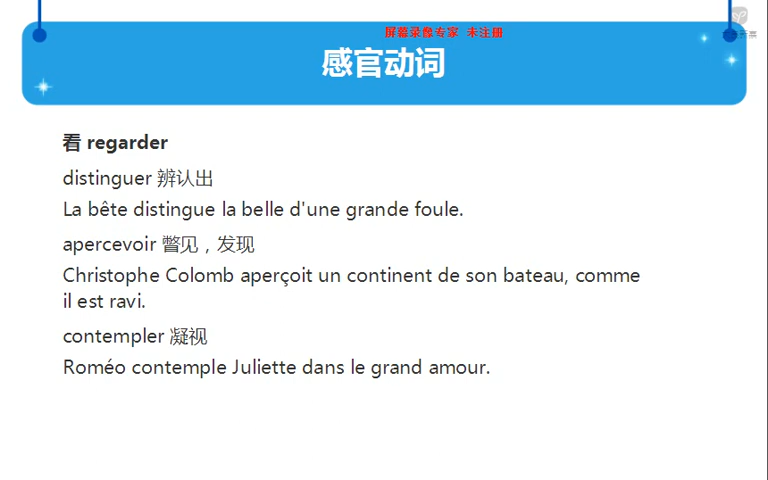 屏幕录像专家 未注册
感官动词
看 regarder
distinguer 辨认出
La bête distingue la belle d'une grande foule.
apercevoir 瞥见，发现
Christophe Colomb aperçoit un continent de son bateau, comme
il est ravi.
contempler 凝视
Roméo contemple Juliette dans le grand amour.